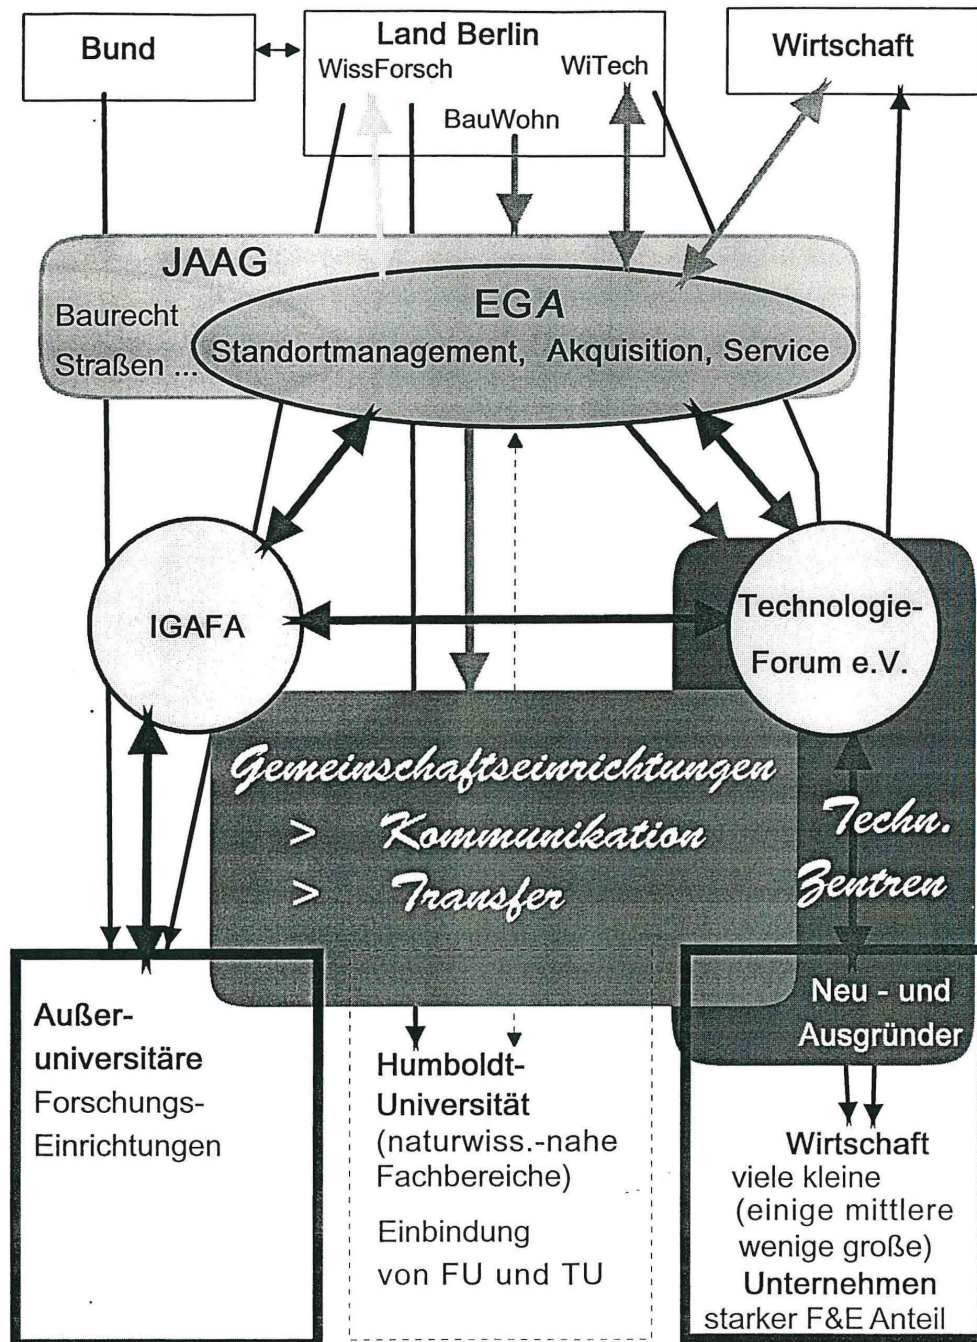 Bund
Land Berlin
WissForsch
WiTech
BauWohn
Wirtschaft
JAAG
Baurecht
Straßen ...
EGA
Standortmanagement, Akquisition, Service
IGAFA
Technologie-
Forum e.V.
Gemeinschaftseinrichtungen
> Kommunikation
> Transfer
Techn.
Zentren
Neu - und
Ausgründer
Außer-
universitäre
Forschungs-
Einrichtungen
Humboldt-
Universität
(naturwiss.-nahe
Fachbereiche)
Einbindung
von FU und TU
Wirtschaft
viele kleine
(einige mittlere
wenige große)
Unternehmen
starker F&E Anteil